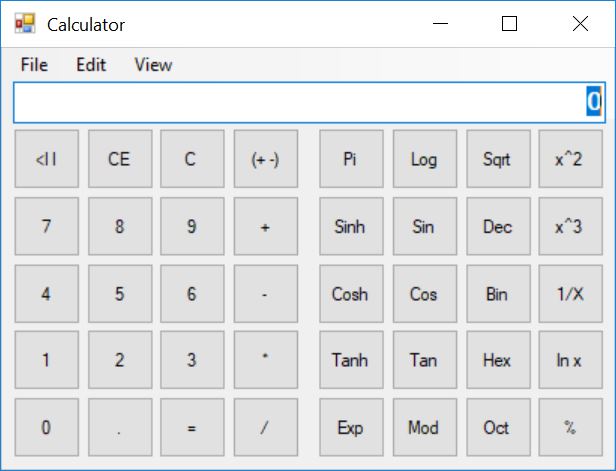 Calculator
File Edit View
0
<I I CE C (+ -) Pi Log Sqrt x^2
7 8 9 + Sinh Sin Dec x^3
4 5 6 - Cosh Cos Bin 1/X
1 2 3 * Tanh Tan Hex ln x
0 . = / Exp Mod Oct %